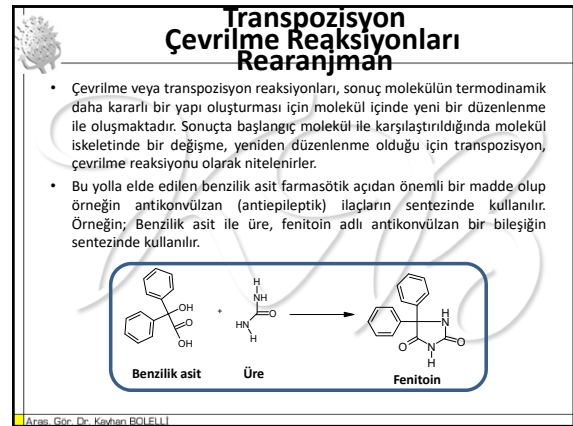 Transpozisyon
Çevrilme Reaksiyonları
Rearanjman
• Çevrilme veya transpozisyon reaksiyonları, sonuç molekülün termodinamik
daha kararlı bir yapı oluşturması için molekül içinde yeni bir düzenlenme
ile oluşmaktadır. Sonuçta başlangıç molekül ile karşılaştırıldığında molekül
iskeletinde bir değişme, yeniden düzenlenme olduğu için transpozisyon,
çevrilme reaksiyonu olarak nitelenirler.
• Bu yolla elde edilen benzilik asit farmasötik açıdan önemli bir madde olup
örneğin antikonvülzan (antiepileptik) ilaçların sentezinde kullanılır.
Örneğin; Benzilik asit ile üre, fenitoin adlı antikonvülzan bir bileşiğin
sentezinde kullanılır.
OH
O
OH
+
H
NH
O
HN
H
H
N
O
O
N
H
Benzilik asit
Üre
Fenitoin
Araş. Gör. Dr. Kayhan BOLELLİ